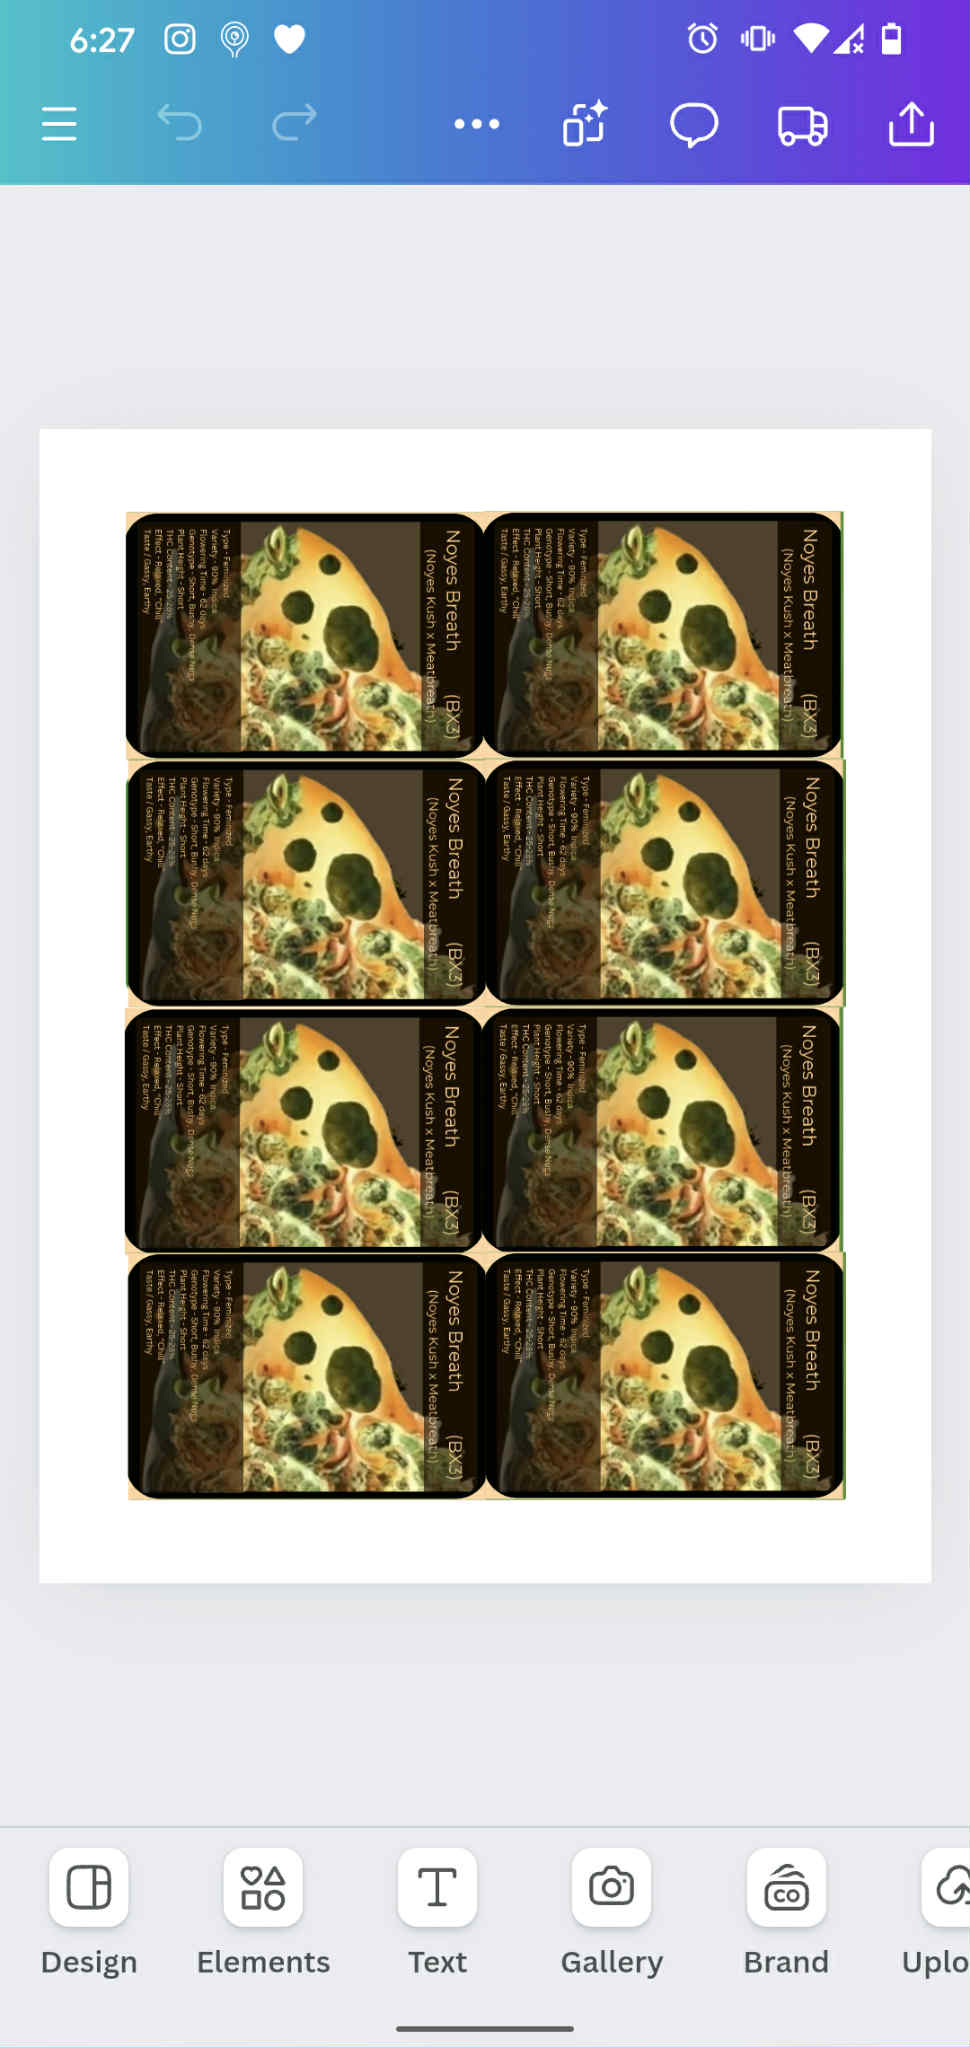 6:27
Noyes Breath (BX3)
(Noyes Kush x Meatbreath)
Type - Feminized
Variety - 90% Indica
Flowering Time - 62 days
Genotype - Short, Bushy, Dense Nugs
Plant Height - Short
THC Content - 25-28%
Effect - Relaxed, "Chill"
Taste / Gassy, Earthy
Noyes Breath (BX3)
(Noyes Kush x Meatbreath)
Type - Feminized
Variety - 90% Indica
Flowering Time - 62 days
Genotype - Short, Bushy, Dense Nugs
Plant Height - Short
THC Content - 25-28%
Effect - Relaxed, "Chill"
Taste / Gassy, Earthy
Noyes Breath (BX3)
(Noyes Kush x Meatbreath)
Type - Feminized
Variety - 90% Indica
Flowering Time - 62 days
Genotype - Short, Bushy, Dense Nugs
Plant Height - Short
THC Content - 25-28%
Effect - Relaxed, "Chill"
Taste / Gassy, Earthy
Noyes Breath (BX3)
(Noyes Kush x Meatbreath)
Type - Feminized
Variety - 90% Indica
Flowering Time - 62 days
Genotype - Short, Bushy, Dense Nugs
Plant Height - Short
THC Content - 25-28%
Effect - Relaxed, "Chill"
Taste / Gassy, Earthy
Noyes Breath (BX3)
(Noyes Kush x Meatbreath)
Type - Feminized
Variety - 90% Indica
Flowering Time - 62 days
Genotype - Short, Bushy, Dense Nugs
Plant Height - Short
THC Content - 25-28%
Effect - Relaxed, "Chill"
Taste / Gassy, Earthy
Noyes Breath (BX3)
(Noyes Kush x Meatbreath)
Type - Feminized
Variety - 90% Indica
Flowering Time - 62 days
Genotype - Short, Bushy, Dense Nugs
Plant Height - Short
THC Content - 25-28%
Effect - Relaxed, "Chill"
Taste / Gassy, Earthy
Noyes Breath (BX3)
(Noyes Kush x Meatbreath)
Type - Feminized
Variety - 90% Indica
Flowering Time - 62 days
Genotype - Short, Bushy, Dense Nugs
Plant Height - Short
THC Content - 25-28%
Effect - Relaxed, "Chill"
Taste / Gassy, Earthy
Noyes Breath (BX3)
(Noyes Kush x Meatbreath)
Type - Feminized
Variety - 90% Indica
Flowering Time - 62 days
Genotype - Short, Bushy, Dense Nugs
Plant Height - Short
THC Content - 25-28%
Effect - Relaxed, "Chill"
Taste / Gassy, Earthy
CO
Design Elements Text Gallery Brand Uplo